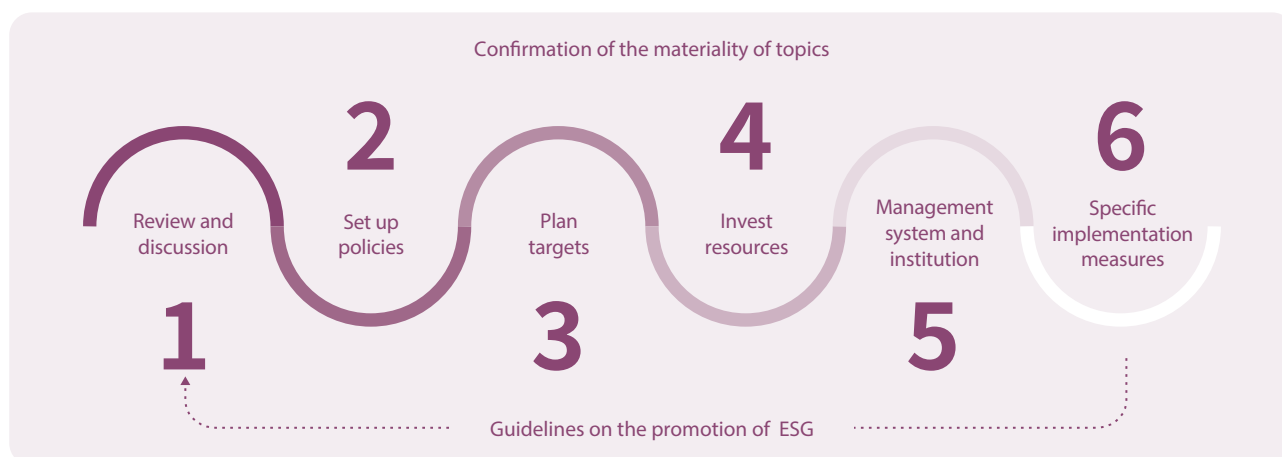 Confirmation of the materiality of topics
1
Review and
discussion
2
Set up
policies
3
Plan
targets
4
Invest
resources
5
Management
system and
institution
6
Specific
implementation
measures
Guidelines on the promotion of ESG